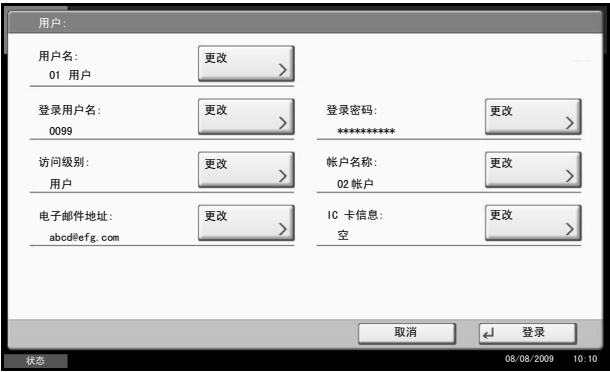 用户:
用户名:
01 用户
更改
登录用户名:
0099
更改
登录密码:
**********
更改
访问级别:
用户
更改
帐户名称:
02 帐户
更改
电子邮件地址:
abcd@efg.com
更改
IC 卡信息:
空
更改
取消
登录
状态
08/08/2009 10:10